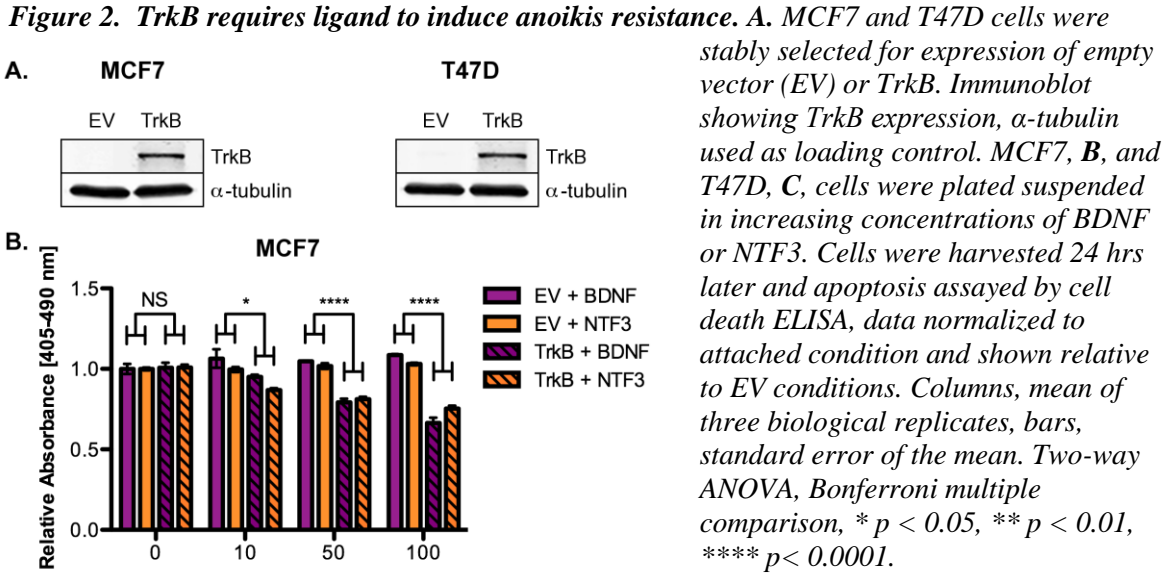 Figure 2. TrkB requires ligand to induce anoikis resistance. A. MCF7 and T47D cells were
stably selected for expression of empty
vector (EV) or TrkB. Immunoblot
showing TrkB expression, α-tubulin
used as loading control. MCF7, B, and
T47D, C, cells were plated suspended
in increasing concentrations of BDNF
or NTF3. Cells were harvested 24 hrs
later and apoptosis assayed by cell
death ELISA, data normalized to
attached condition and shown relative
to EV conditions. Columns, mean of
three biological replicates, bars,
standard error of the mean. Two-way
ANOVA, Bonferroni multiple
comparison, * p < 0.05, ** p < 0.01,
**** p< 0.0001.
A.
MCF7
EV TrkB
TrkB
α-tubulin
T47D
EV TrkB
TrkB
α-tubulin
B.
MCF7
Relative Absorbance [405-490 nm]
1.5
1.0
0.5
0.0
NS * **** ****
0 10 50 100
EV + BDNF
EV + NTF3
TrkB + BDNF
TrkB + NTF3